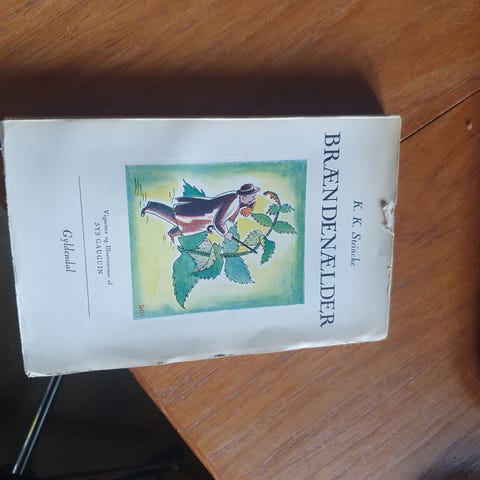 K. K. Steincke
BRÆNDENÆLDER
Vignetter og Illustrationer af
SYS GAUGUIN
Gyldendal